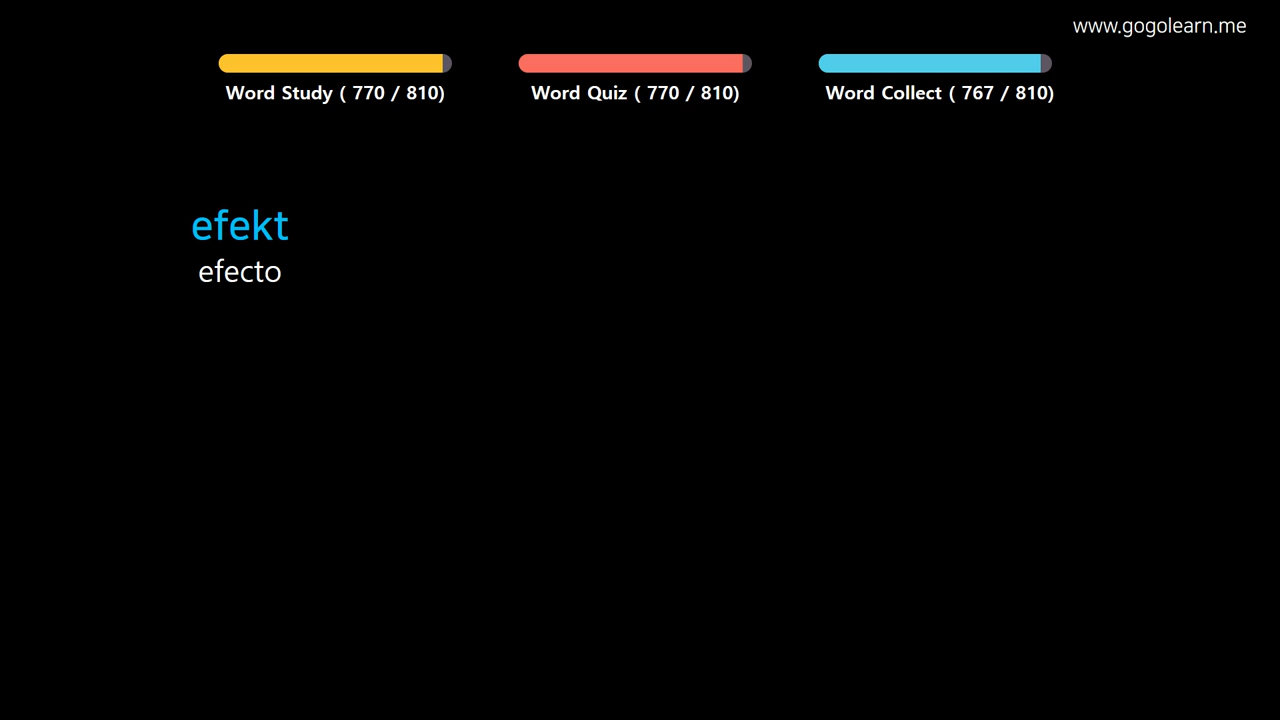 www.gogolearn.me
Word Study ( 770 / 810)
Word Quiz ( 770 / 810)
Word Collect ( 767 / 810)
efekt
efecto